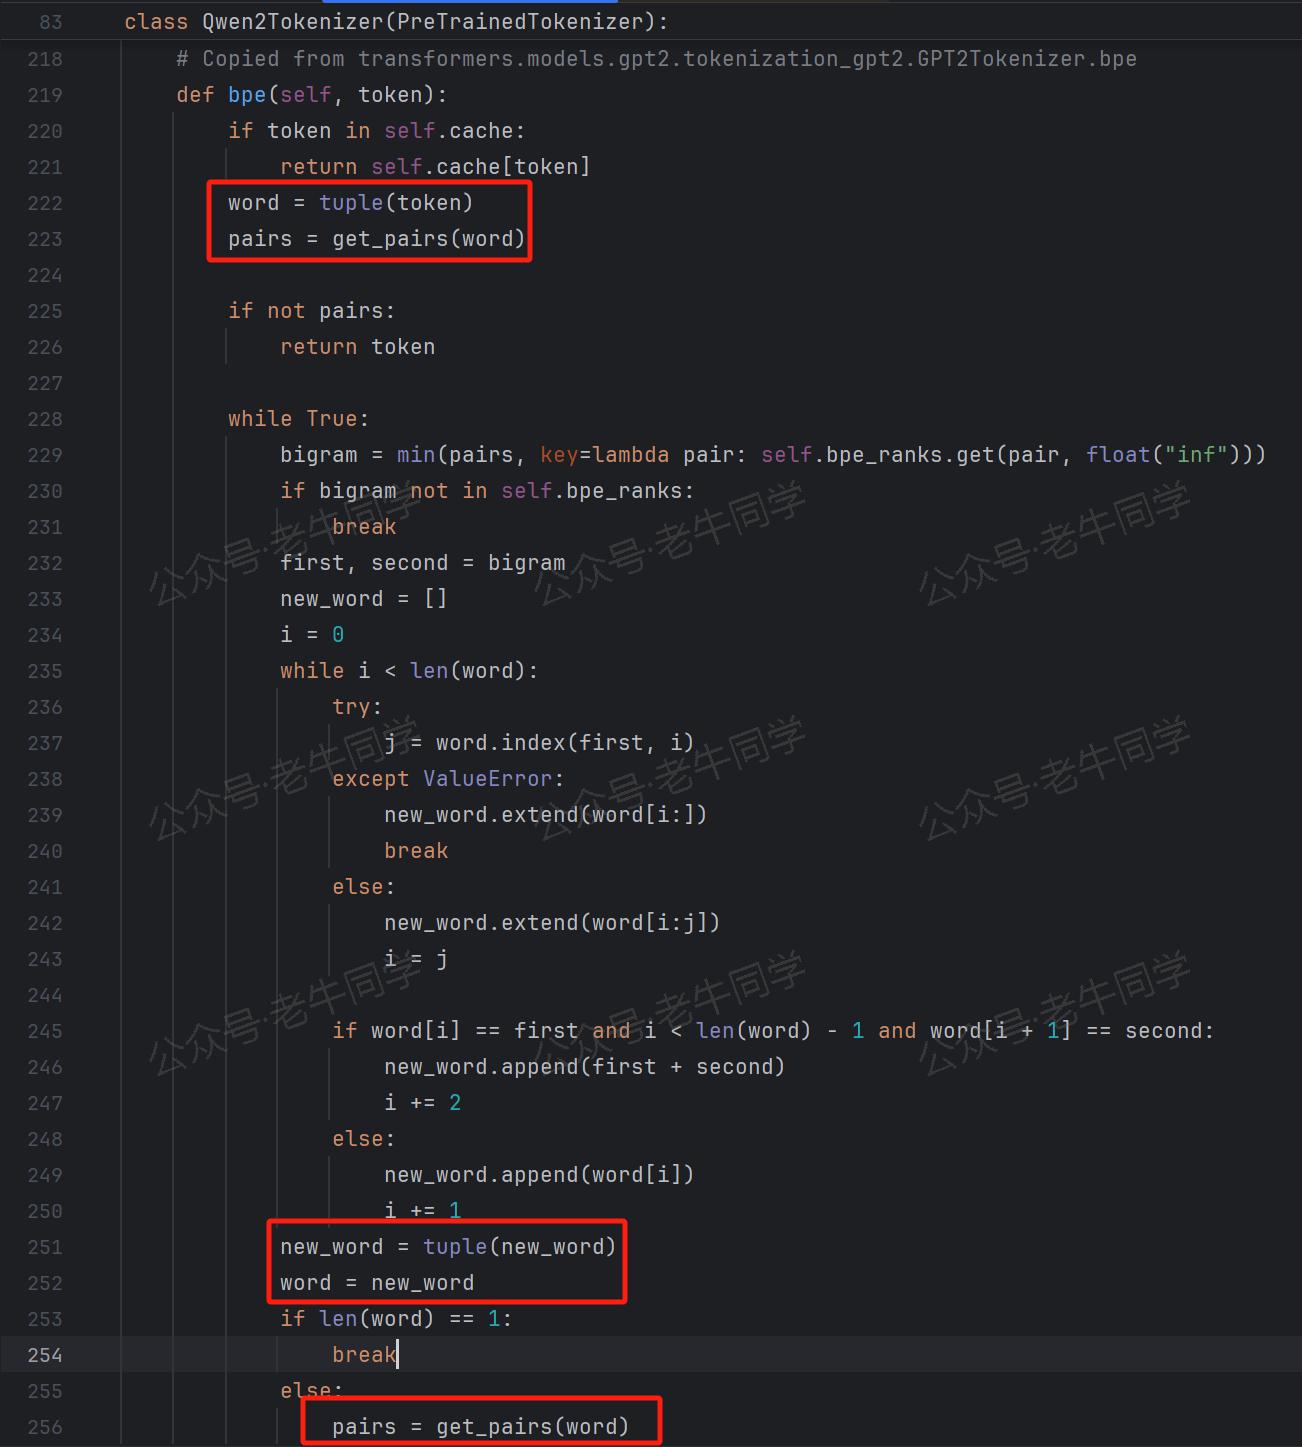 83 class Qwen2Tokenizer(PreTrainedTokenizer):
218 # Copied from transformers.models.gpt2.tokenization_gpt2.GPT2Tokenizer.bpe
219 def bpe(self, token):
220 if token in self.cache:
221 return self.cache[token]
222 word = tuple(token)
223 pairs = get_pairs(word)
224
225 if not pairs:
226 return token
227
228 while True:
229 bigram = min(pairs, key=lambda pair: self.bpe_ranks.get(pair, float("inf")))
230 if bigram not in self.bpe_ranks:
231 break
232 first, second = bigram
233 new_word = []
234 i = 0
235 while i < len(word):
236 try:
237 j = word.index(first, i)
238 except ValueError:
239 new_word.extend(word[i:])
240 break
241 else:
242 new_word.extend(word[i:j])
243 i = j
244
245 if word[i] == first and i < len(word) - 1 and word[i + 1] == second:
246 new_word.append(first + second)
247 i += 2
248 else:
249 new_word.append(word[i])
250 i += 1
251 new_word = tuple(new_word)
252 word = new_word
253 if len(word) == 1:
254 break
255 else:
256 pairs = get_pairs(word)
公众号·老牛同学
公众号·老牛同学
公众号·老牛同学
公众号·老牛同学
公众号·老牛同学
公众号·老牛同学
公众号·老牛同学
公众号·老牛同学
公众号·老牛同学